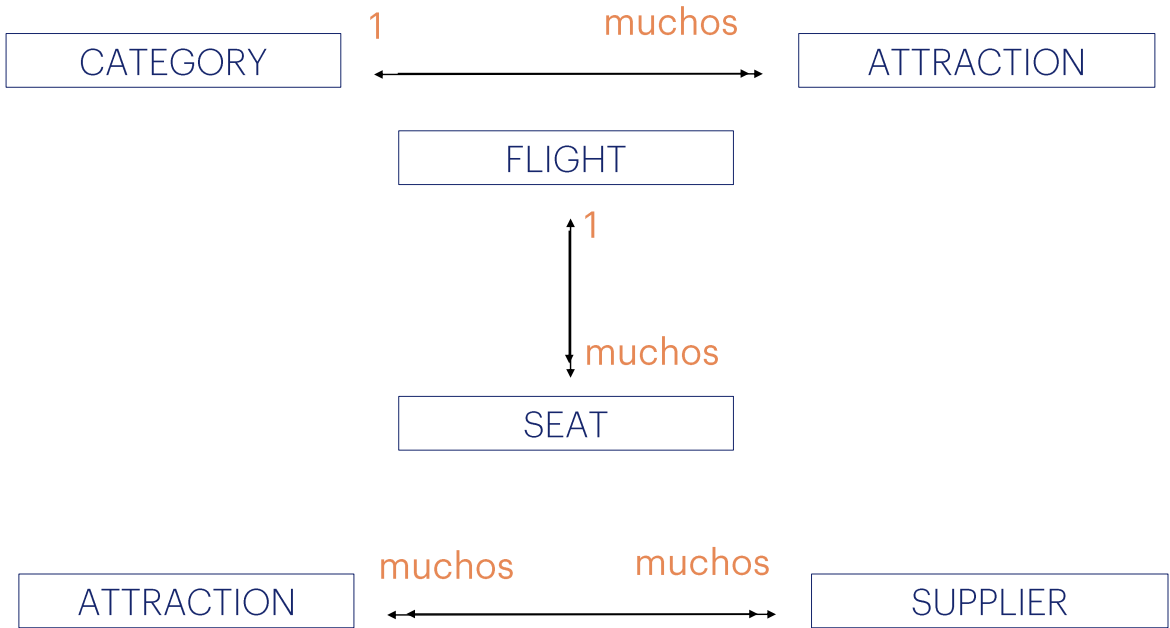 1 muchos
CATEGORY ATTRACTION
FLIGHT
1
muchos
SEAT
muchos muchos
ATTRACTION SUPPLIER